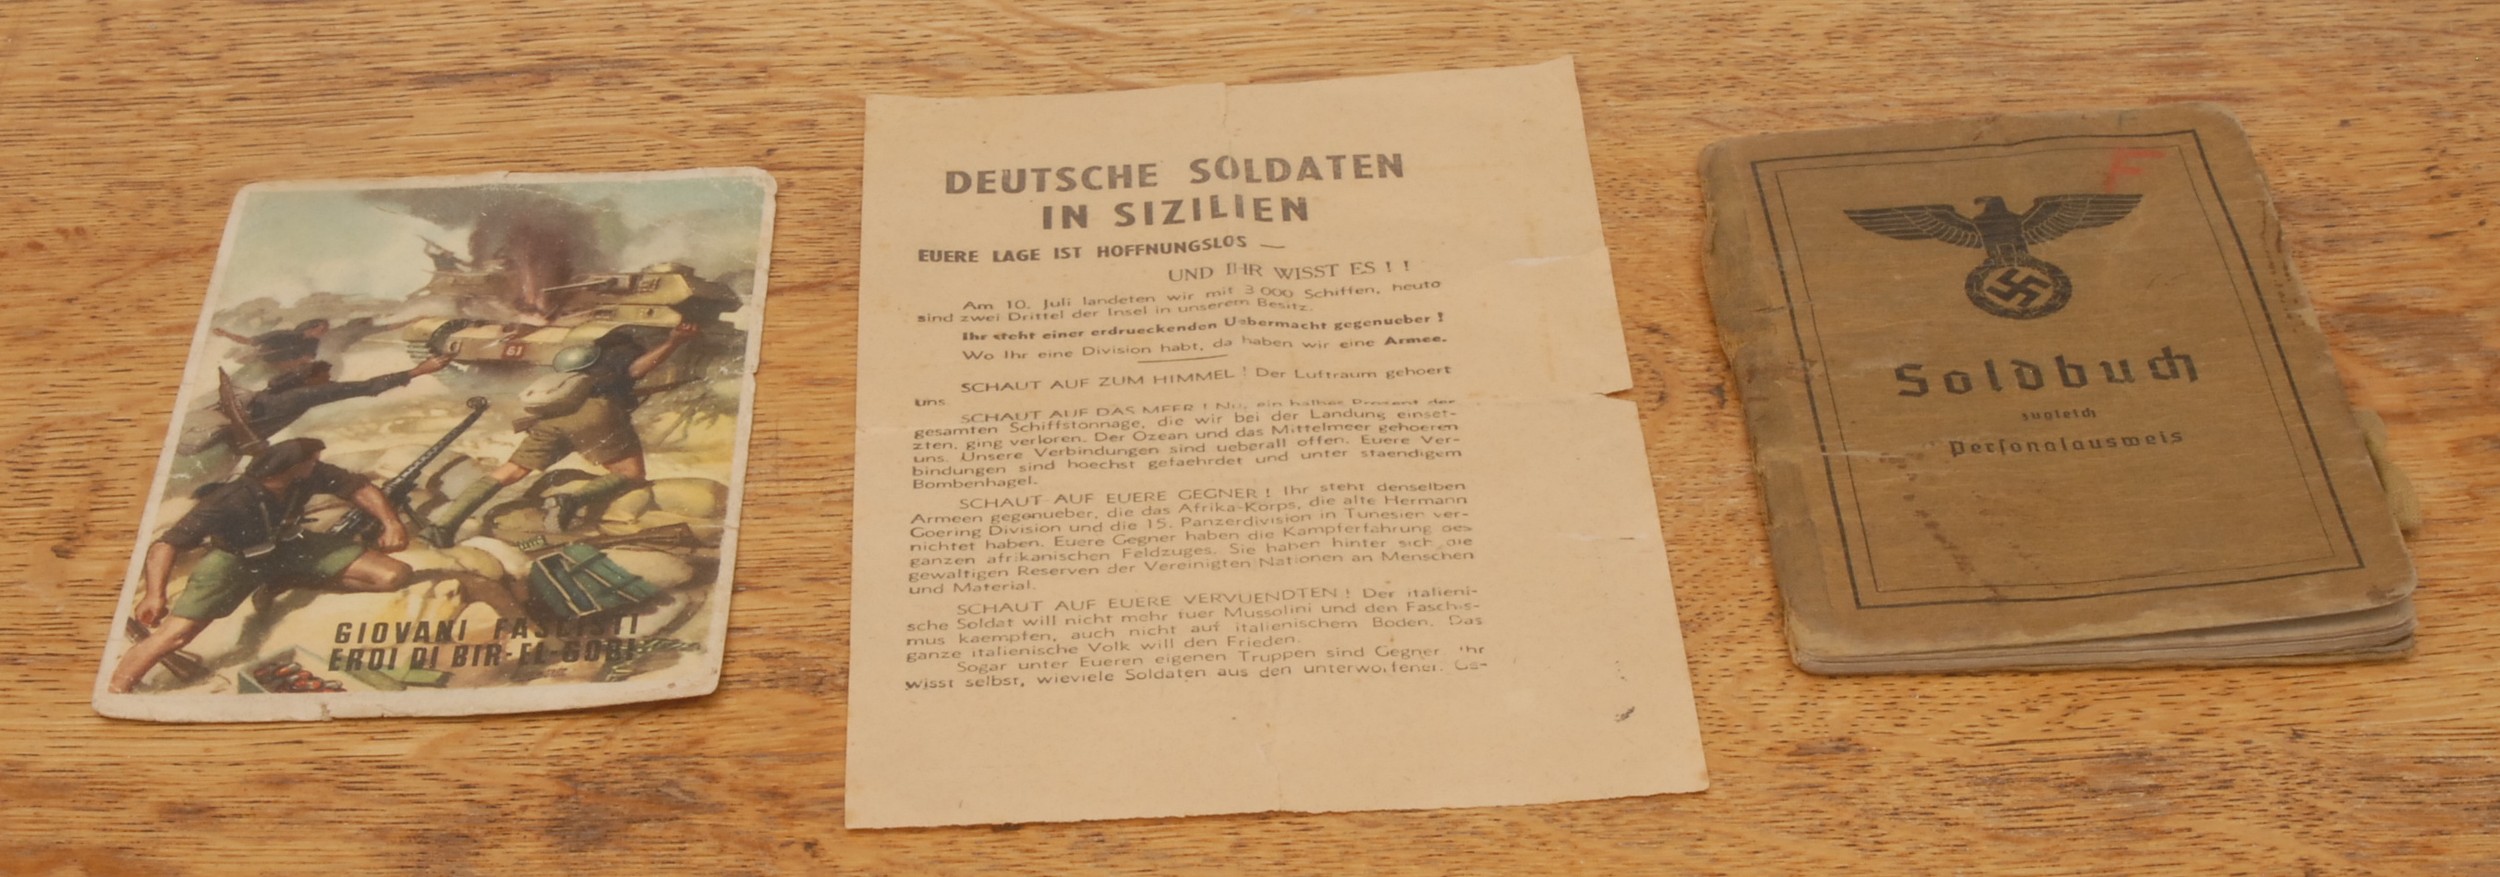 GIOVANI FASCISTI
EROI DI BIR-EL-GOBI
61
DEUTSCHE SOLDATEN
IN SIZILIEN
EUERE LAGE IST HOFFNUNGSLOS —
UND IHR WISST ES ! !
Am 10. Juli landeten wir mit 3 000 Schiffen, heute
sind zwei Drittel der Insel in unserem Besitz.
Ihr steht einer erdrueckenden Uebermacht gegenueber !
Wo Ihr eine Division habt, da haben wir eine Armee.
SCHAUT AUF ZUM HIMMEL ! Der Luftraum gehoert
uns.
SCHAUT AUF DAS MEER ! Nur ein halbes Prozent der
gesamten Schiffstonnage, die wir bei der Landung einset-
zten, ging verloren. Der Ozean und das Mittelmeer gehoeren
uns. Unsere Verbindungen sind ueberall offen. Euere Ver-
bindungen sind hoechst gefaehrdet und unter staendigem
Bombenhagel.
SCHAUT AUF EUERE GEGNER ! Ihr steht denselben
Armeen gegenueber, die das Afrika-Korps, die alte Hermann
Goering Division und die 15. Panzerdivision in Tunesien ver-
nichtet haben. Euere Gegner haben die Kampferfahrung des
ganzen afrikanischen Feldzuges. Sie haben hinter sich die
gewaltigen Reserven der Vereinigten Nationen an Menschen
und Material.
SCHAUT AUF EUERE VERVUENDTEN ! Der italieni-
sche Soldat will nicht mehr fuer Mussolini und den Faschis-
mus kaempfen, auch nicht auf italienischem Boden. Das
ganze italienische Volk will den Frieden.
Sogar unter Eueren eigenen Truppen sind Gegner. Ihr
wisst selbst, wieviele Soldaten aus den unterworfenen Ge-
F
Soldbuch
zugleich
Personalausweis